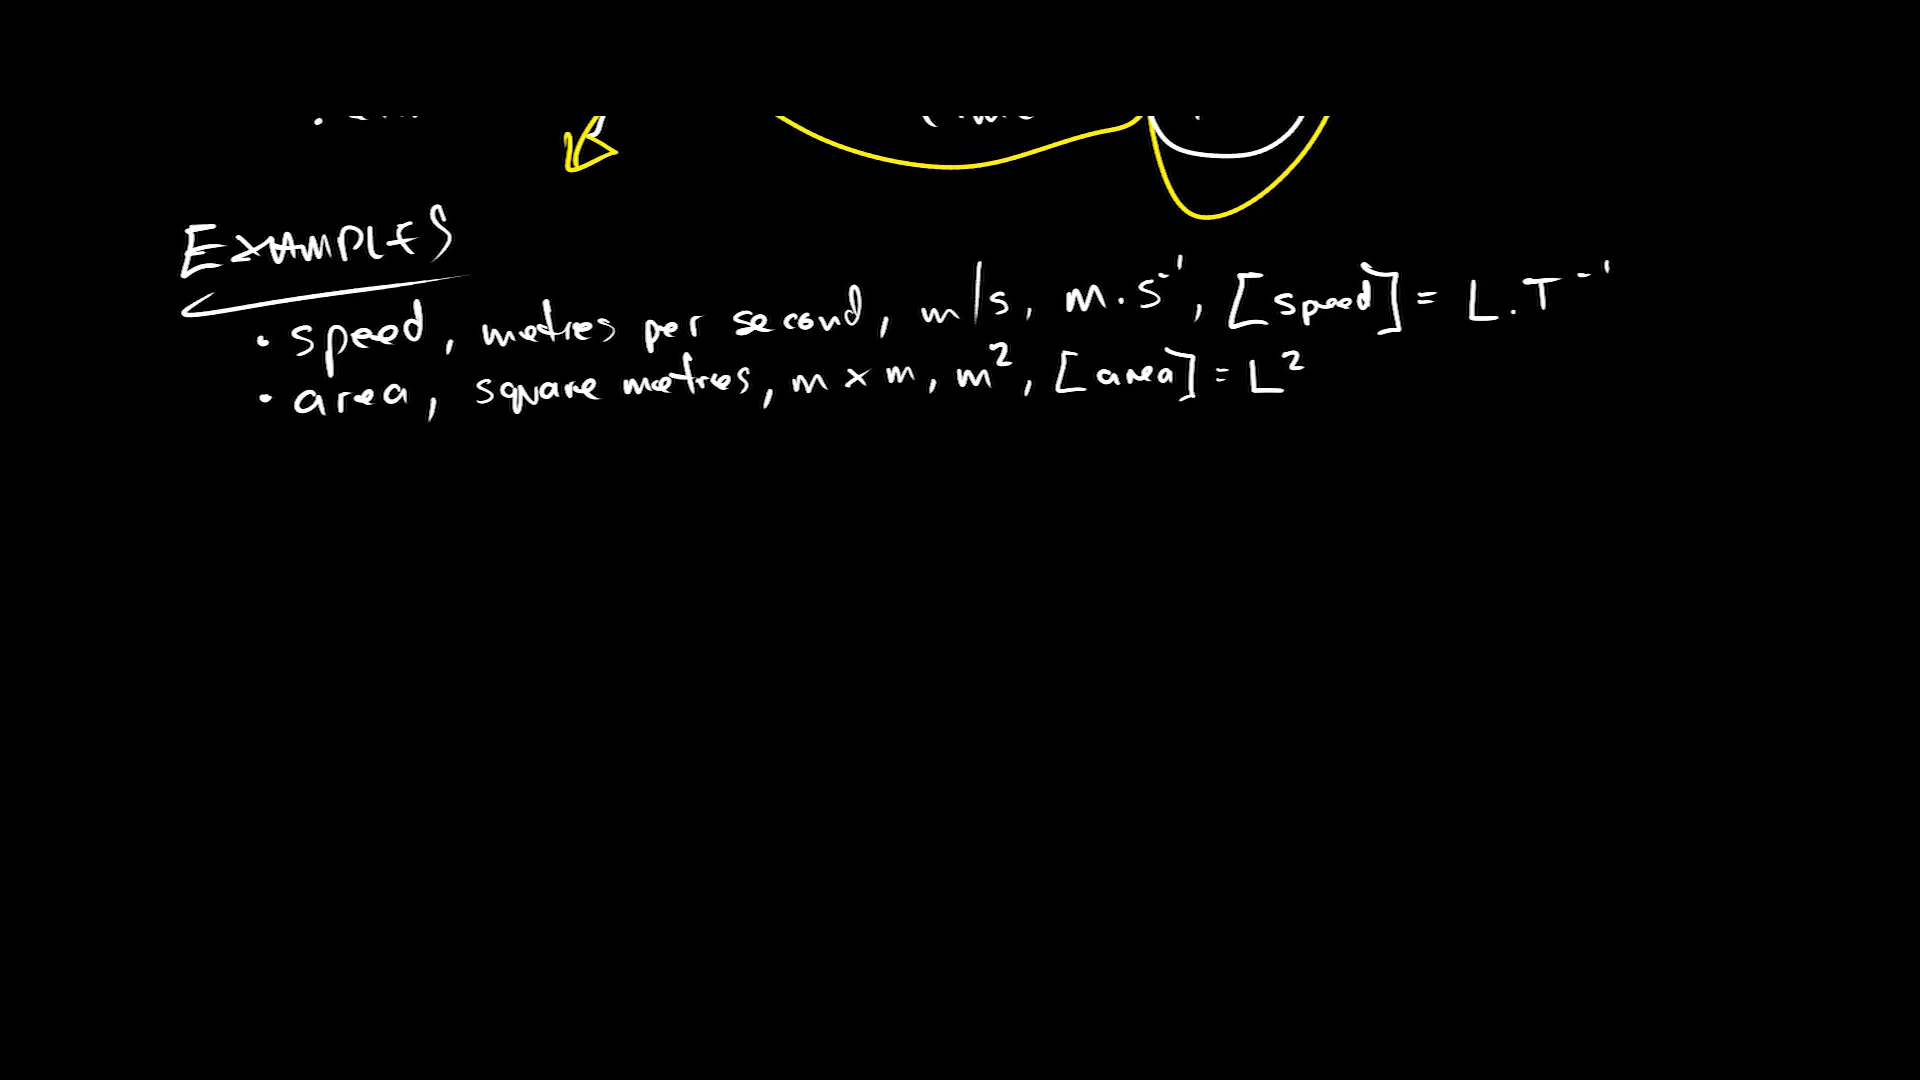 EXAMPLES
• speed, metres per second, m/s, m.s⁻¹, [speed] = L.T⁻¹
• area, square metres, m × m, m², [area] = L²